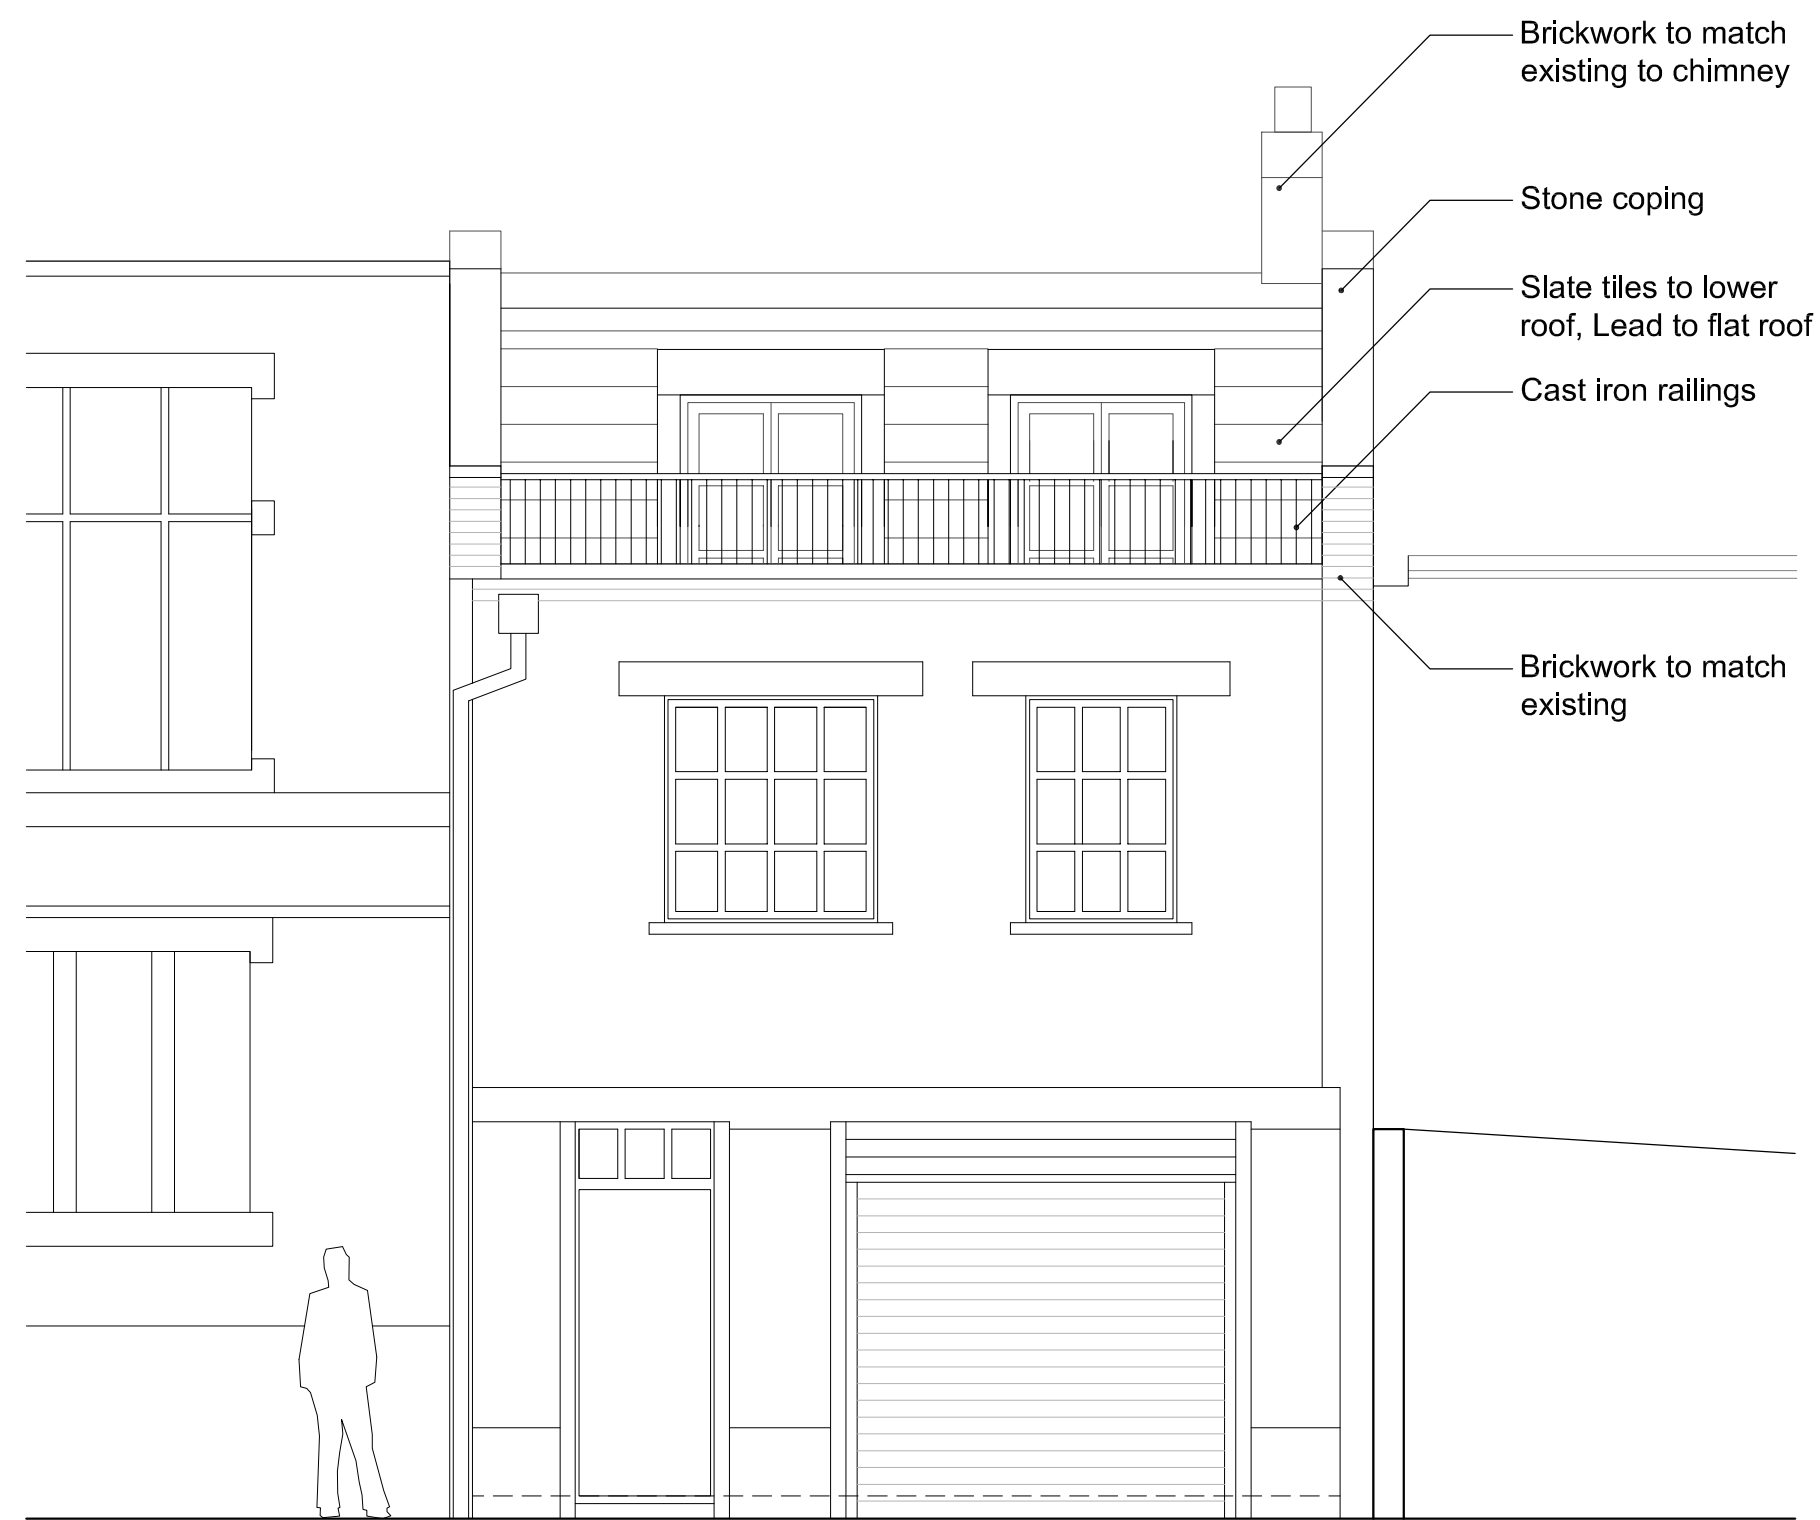 Brickwork to match
existing to chimney
Stone coping
Slate tiles to lower
roof, Lead to flat roof
Cast iron railings
Brickwork to match
existing